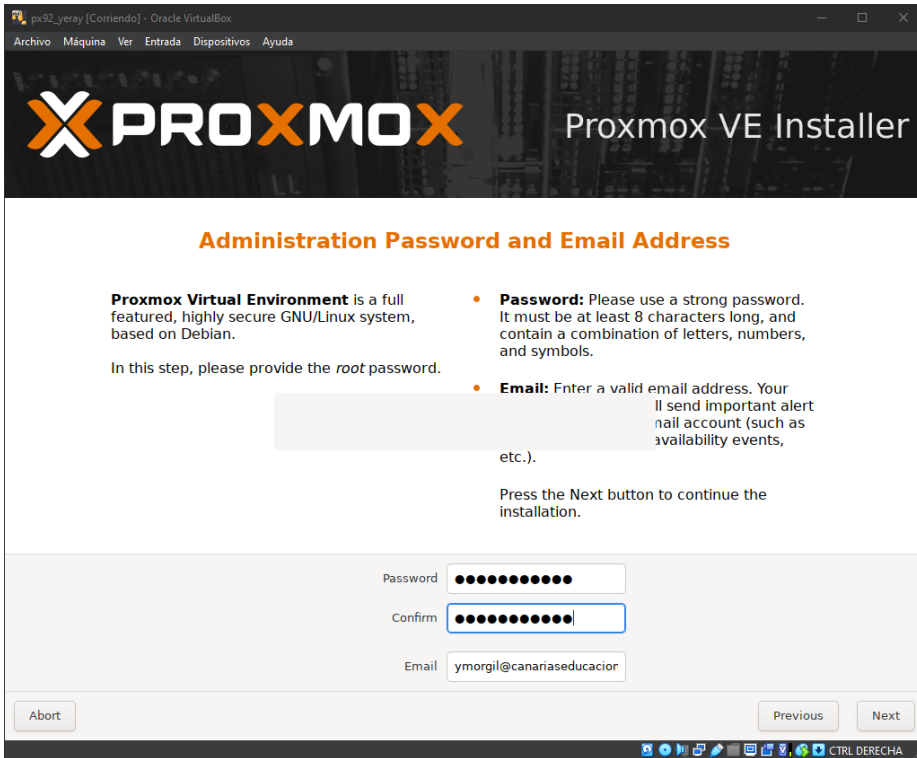 px92_yeray [Corriendo] - Oracle VirtualBox
Archivo Máquina Ver Entrada Dispositivos Ayuda
PROXMOX
Proxmox VE Installer
Administration Password and Email Address
Proxmox Virtual Environment is a full
featured, highly secure GNU/Linux system,
based on Debian.
In this step, please provide the root password.
Password: Please use a strong password.
It must be at least 8 characters long, and
contain a combination of letters, numbers,
and symbols.
Email: Enter a valid email address. Your
ll send important alert
mail account (such as
availability events,
etc.).
Press the Next button to continue the
installation.
Password ●●●●●●●●●●●
Confirm ●●●●●●●●●●●
Email ymorgil@canariaseducacion
Abort
Previous
Next
CTRL DERECHA